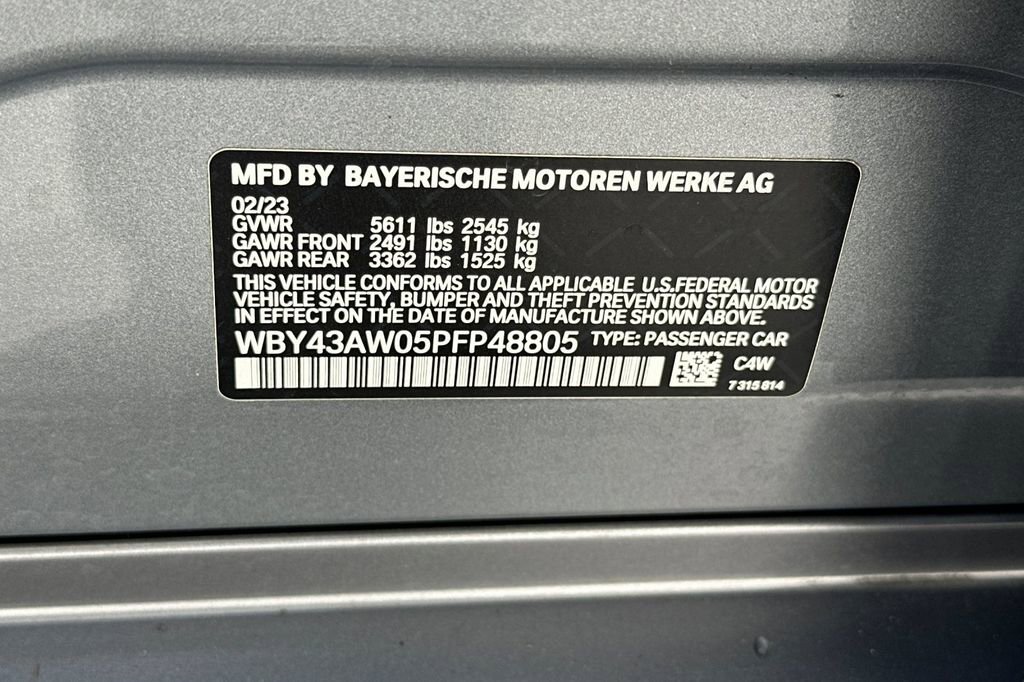 MFD BY BAYERISCHE MOTOREN WERKE AG
02/23
GVWR 5611 lbs 2545 kg
GAWR FRONT 2491 lbs 1130 kg
GAWR REAR 3362 lbs 1525 kg
THIS VEHICLE CONFORMS TO ALL APPLICABLE U.S.FEDERAL MOTOR
VEHICLE SAFETY, BUMPER AND THEFT PREVENTION STANDARDS
IN EFFECT ON THE DATE OF MANUFACTURE SHOWN ABOVE.
WBY43AW05PFP48805 TYPE: PASSENGER CAR
C4W
7 315 814